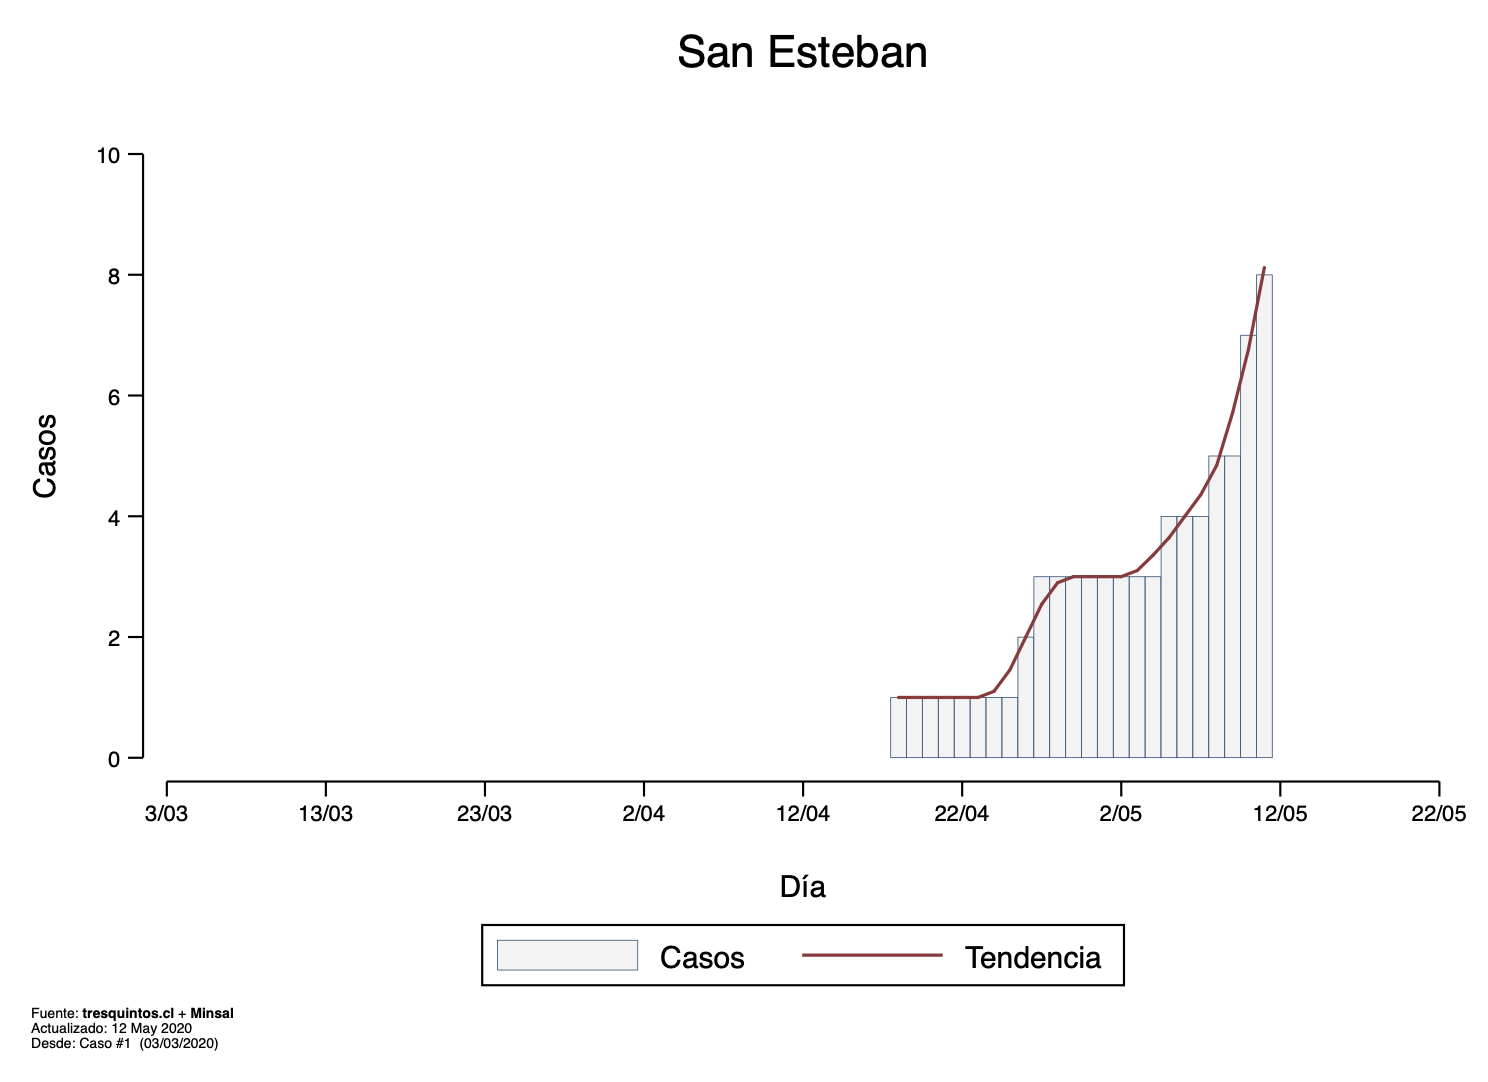 San Esteban
10
8
6
4
2
0
Casos
3/03 13/03 23/03 2/04 12/04 22/04 2/05 12/05 22/05
Día
Casos Tendencia
Fuente: tresquintos.cl + Minsal
Actualizado: 12 May 2020
Desde: Caso #1 (03/03/2020)